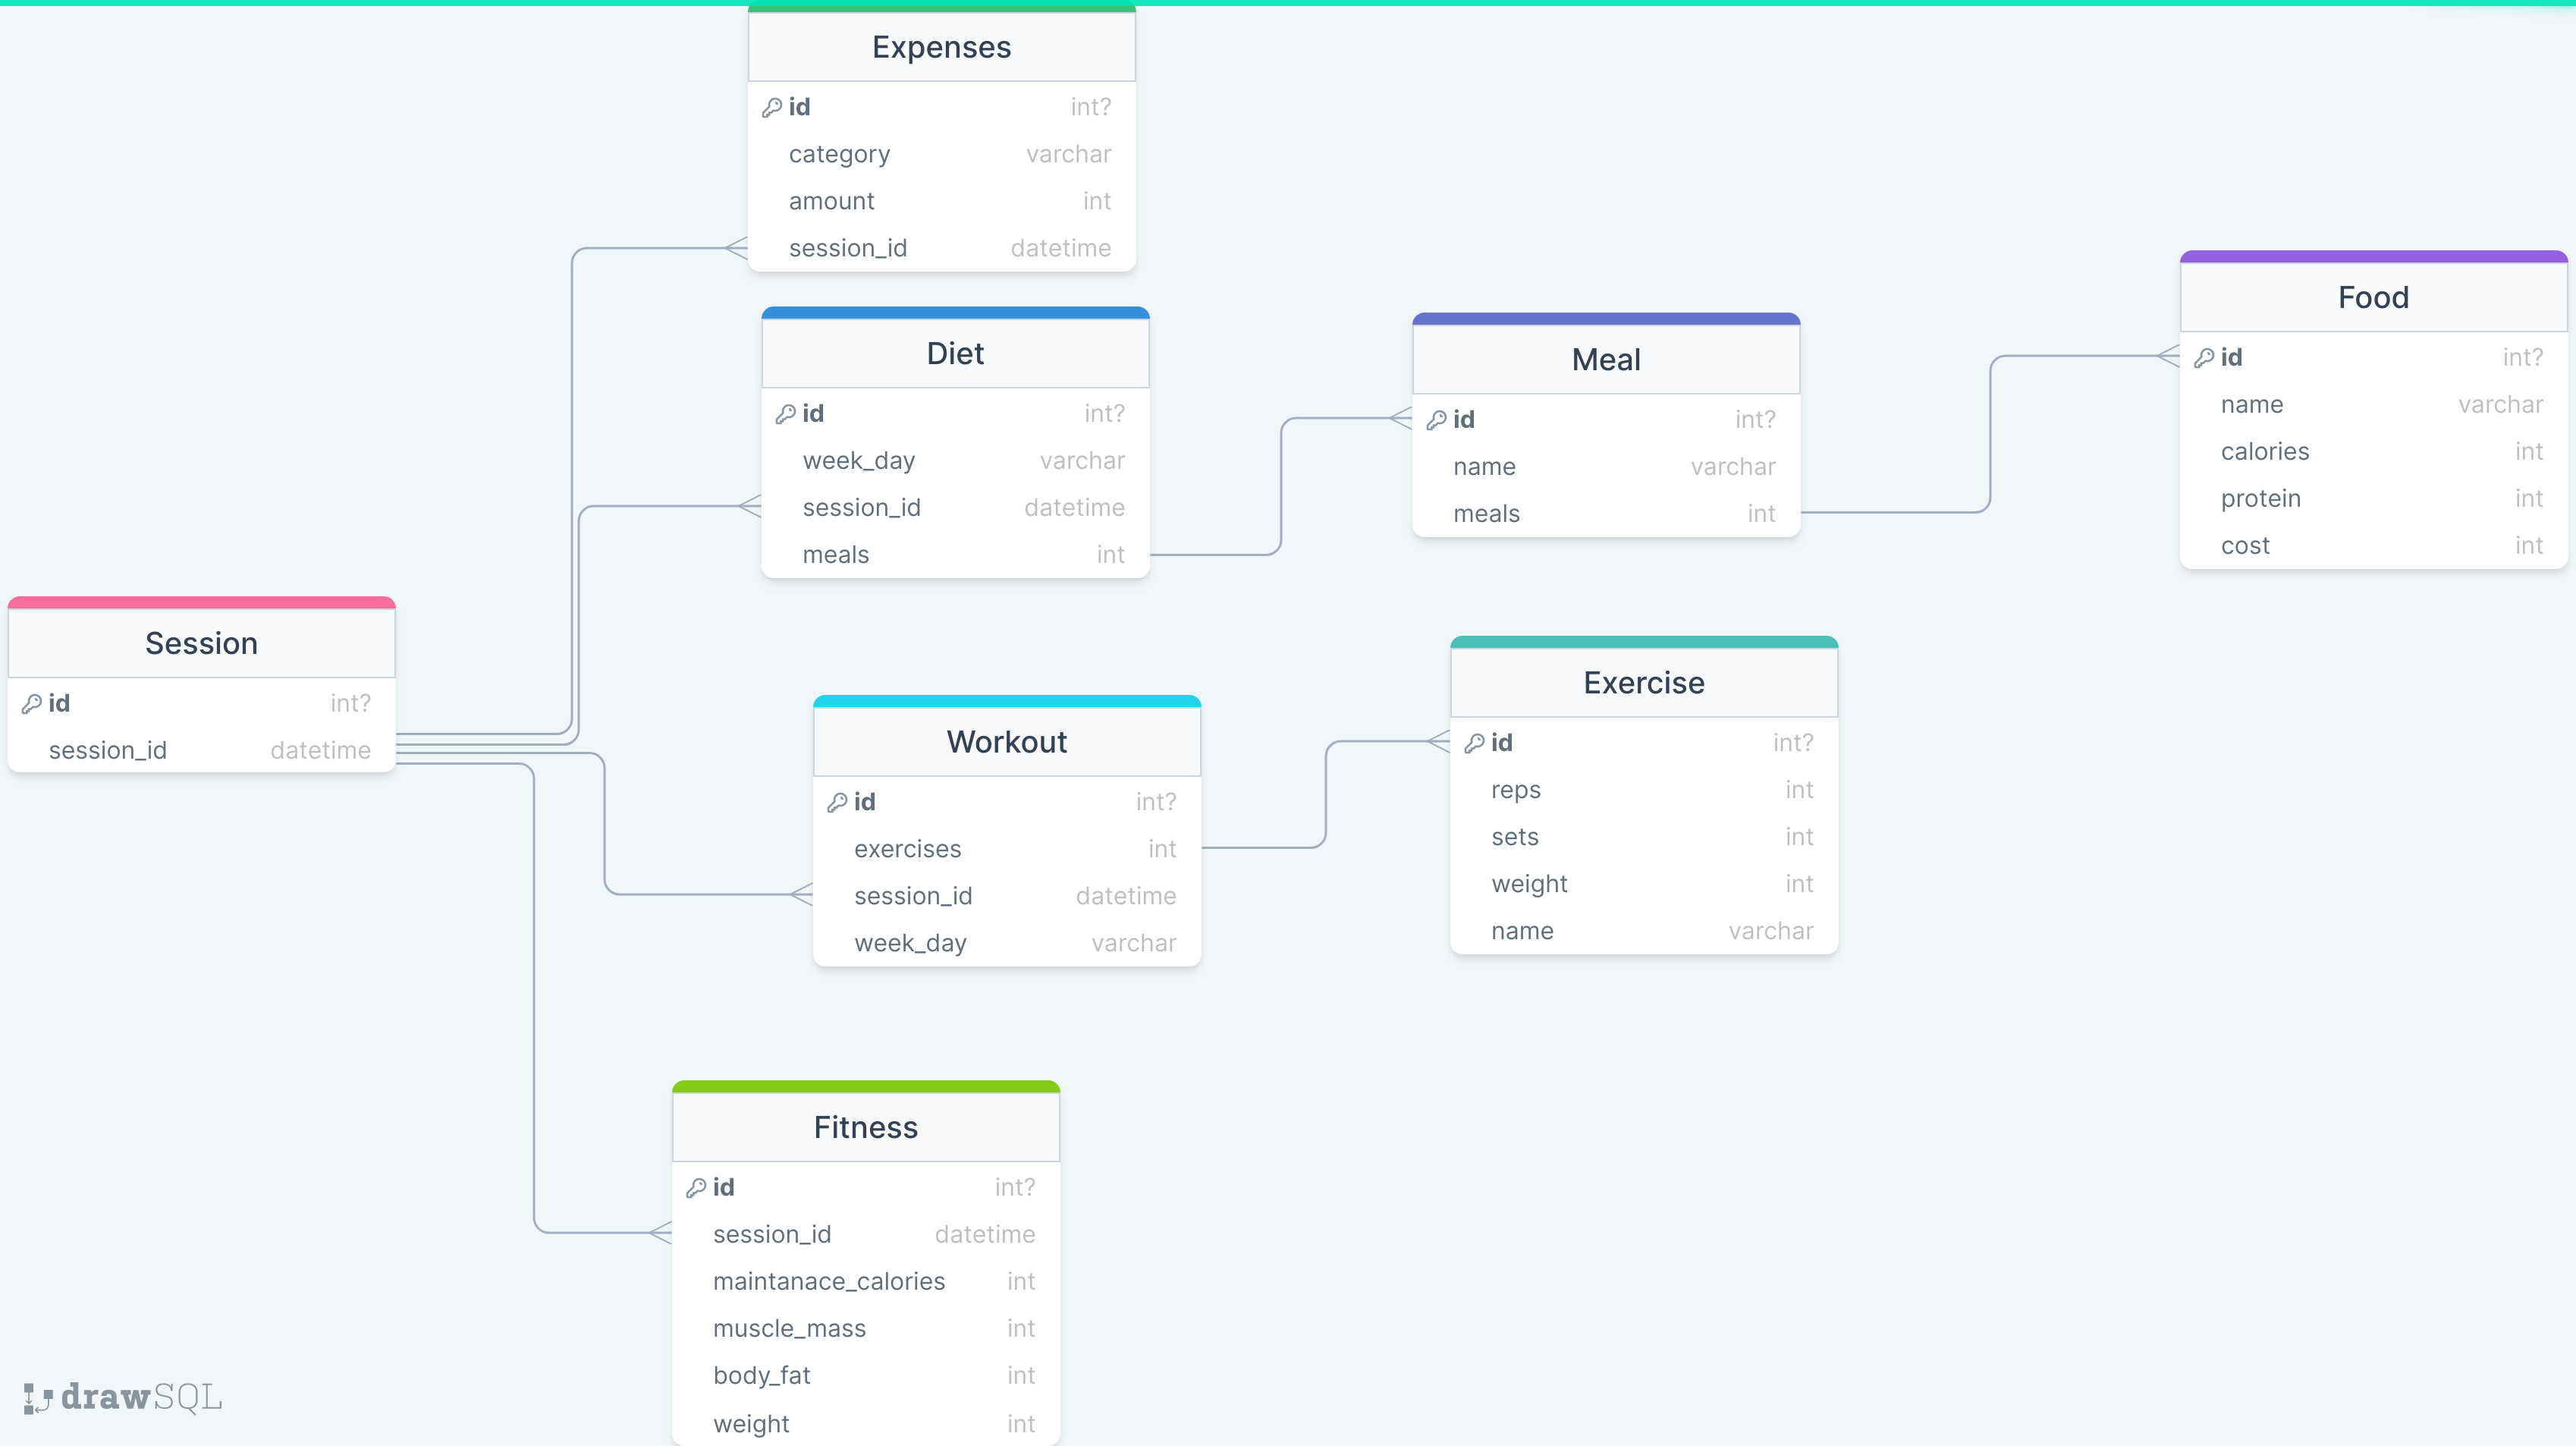 Expenses
id int?
category varchar
amount int
session_id datetime
Diet
id int?
week_day varchar
session_id datetime
meals int
Meal
id int?
name varchar
meals int
Food
id int?
name varchar
calories int
protein int
cost int
Session
id int?
session_id datetime
Workout
id int?
exercises int
session_id datetime
week_day varchar
Exercise
id int?
reps int
sets int
weight int
name varchar
Fitness
id int?
session_id datetime
maintanace_calories int
muscle_mass int
body_fat int
weight int
drawSQL